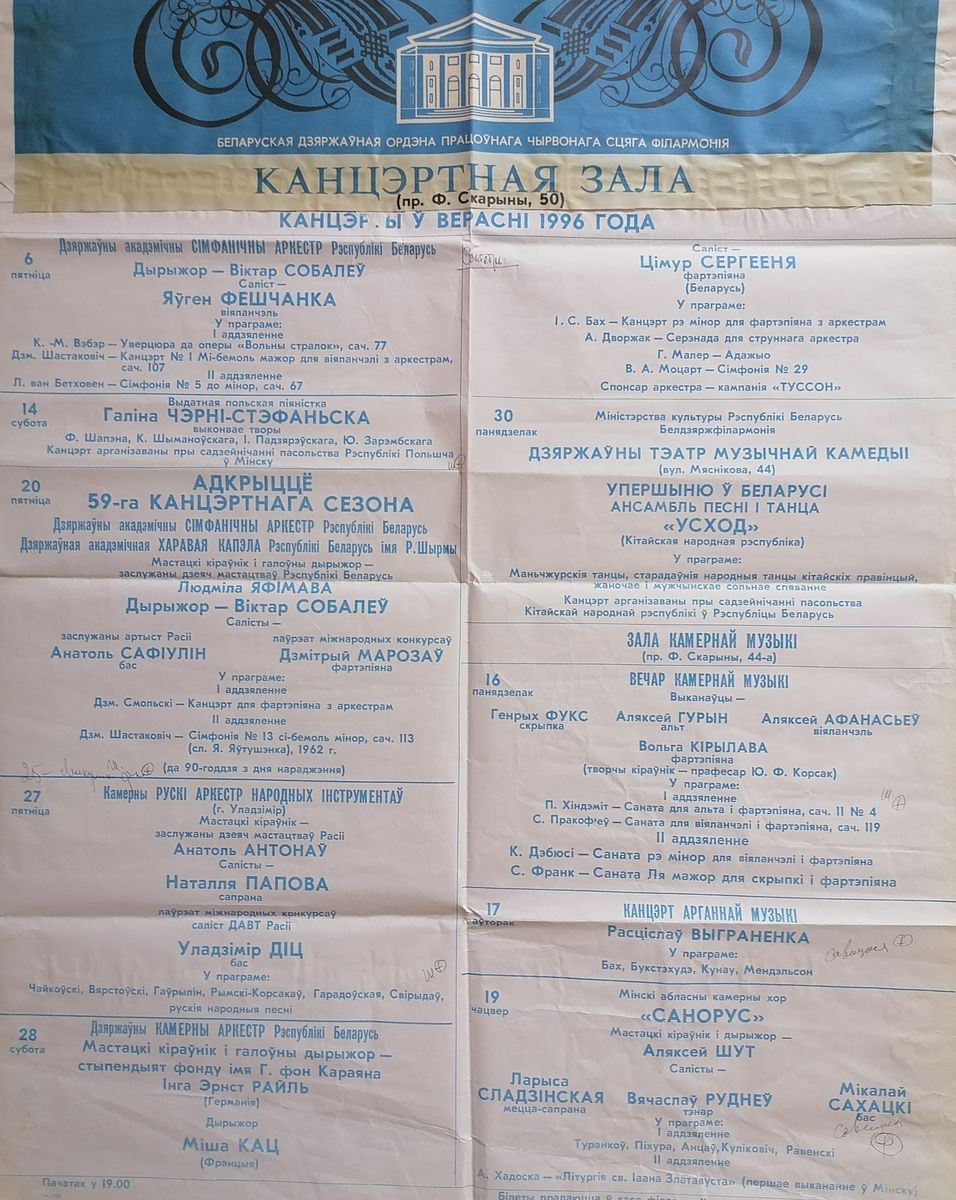 БЕЛАРУСКАЯ ДЗЯРЖАЎНАЯ ОРДЭНА ПРАЦОЎНАГА ЧЫРВОНАГА СЦЯГА ФІЛАРМОНІЯ
КАНЦЭРТНАЯ ЗАЛА
(пр. Ф. Скарыны, 50)
КАНЦЭР. Ы Ў ВЕРАСНІ 1996 ГОДА
6
пятніца
Дзяржаўны акадэмічны СІМФАНІЧНЫ АРКЕСТР Рэспублікі Беларусь
Дырыжор — Віктар СОБАЛЕЎ
Саліст —
Яўген ФЕШЧАНКА
віяланчэль
У праграме:
І аддзяленне
К. -М. Вэбэр — Уверцюра да оперы «Вольны стралок», сач. 77
Дзм. Шастаковіч — Канцэрт № 1 Мі-бемоль мажор для віяланчэлі з аркестрам,
сач. 107
ІІ аддзяленне
Л. ван Бетховен — Сімфонія № 5 до мінор, сач. 67
14
субота
Выдатная польская піяністка
Галіна ЧЭРНІ-СТЭФАНЬСКА
выконвае творы
Ф. Шапэна, К. Шыманоўскага, І. Падзярэўскага, Ю. Зарэмбскага
Канцэрт арганізаваны пры садзейнічанні пасольства Рэспублікі Польшча
ў Мінску
20
пятніца
АДКРЫЦЦЁ
59-га КАНЦЭРТНАГА СЕЗОНА
Дзяржаўны акадэмічны СІМФАНІЧНЫ АРКЕСТР Рэспублікі Беларусь
Дзяржаўная акадэмічная ХАРАВАЯ КАПЭЛА Рэспублікі Беларусь імя Р.Шырмы
Мастацкі кіраўнік і галоўны дырыжор —
заслужаны дзеяч мастацтваў Рэспублікі Беларусь
Людміла ЯФІМАВА
Дырыжор — Віктар СОБАЛЕЎ
Салісты —
заслужаны артыст Расіі
лаўрэат міжнародных конкурсаў
Анатоль САФІУЛІН
Дзмітрый МАРОЗАЎ
бас
фартэпіяна
У праграме:
І аддзяленне
Дзм. Смольскі — Канцэрт для фартэпіяна з аркестрам
ІІ аддзяленне
Дзм. Шастаковіч — Сімфонія № 13 сі-бемоль мінор, сач. 113
(сл. Я. Яўтушэнка), 1962 г.
(да 90-годдзя з дня нараджэння)
27
пятніца
Камерны РУСКІ АРКЕСТР НАРОДНЫХ ІНСТРУМЕНТАЎ
(г. Уладзімір)
Мастацкі кіраўнік —
заслужаны дзеяч мастацтваў Расіі
Анатоль АНТОНАЎ
Салісты —
Наталля ПАПОВА
сапрана
лаўрэат міжнародных конкурсаў
саліст ДАВТ Расіі
Уладзімір ДІЦ
бас
У праграме:
Чайкоўскі, Вярстоўскі, Гаўрылін, Рымскі-Корсакаў, Гарадоўская, Свірыдаў,
рускія народныя песні
28
субота
Дзяржаўны КАМЕРНЫ АРКЕСТР Рэспублікі Беларусь
Мастацкі кіраўнік і галоўны дырыжор —
стыпендыят фонду імя Г. фон Караяна
Інга Эрнст РАЙЛЬ
(Германія)
Дырыжор
Міша КАЦ
(Францыя)
Пачатак у 19.00
Саліст —
Цімур СЕРГЕЕНЯ
фартэпіяна
(Беларусь)
У праграме:
І. С. Бах — Канцэрт рэ мінор для фартэпіяна з аркестрам
А. Дворжак — Серэнада для струннага аркестра
Г. Малер — Адажыо
В. А. Моцарт — Сімфонія № 29
Спонсар аркестра — кампанія «ТУССОН»
30
панядзелак
Міністэрства культуры Рэспублікі Беларусь
Белдзяржфілармонія
ДЗЯРЖАЎНЫ ТЭАТР МУЗЫЧНАЙ КАМЕДЫІ
(вул. Мяснікова, 44)
УПЕРШЫНЮ Ў БЕЛАРУСІ
АНСАМБЛЬ ПЕСНІ І ТАНЦА
«УСХОД»
(Кітайская народная рэспубліка)
У праграме:
Маньчжурскія танцы, старадаўнія народныя танцы кітайскіх правінцый,
жаночае і мужчынскае сольнае спяванне
Канцэрт арганізаваны пры садзейнічанні пасольства
Кітайскай народнай рэспублікі ў Рэспубліцы Беларусь
ЗАЛА КАМЕРНАЙ МУЗЫКІ
(пр. Ф. Скарыны, 44-а)
16
панядзелак
ВЕЧАР КАМЕРНАЙ МУЗЫКІ
Выканаўцы —
Генрых ФУКС
Аляксей ГУРЫН
Аляксей АФАНАСЬЕЎ
скрыпка
альт
віяланчэль
Вольга КІРЫЛАВА
фартэпіяна
(творчы кіраўнік — прафесар Ю. Ф. Корсак)
У праграме:
І аддзяленне
П. Хіндэміт — Саната для альта і фартэпіяна, сач. 11 № 4
С. Пракоф'еў — Саната для віяланчэлі і фартэпіяна, сач. 119
ІІ аддзяленне
К. Дэбюсі — Саната рэ мінор для віяланчэлі і фартэпіяна
С. Франк — Саната Ля мажор для скрыпкі і фартэпіяна
17
аўторак
КАНЦЭРТ АРГАННАЙ МУЗЫКІ
Расціслаў ВЫГРАНЕНКА
У праграме:
Бах, Букстэхудэ, Кунау, Мендэльсон
19
чацвер
Мінскі абласны камерны хор
«САНОРУС»
Мастацкі кіраўнік і дырыжор —
Аляксей ШУТ
Салісты —
Ларыса СЛАДЗІНСКАЯ
Вячаслаў РУДНЕЎ
Мікалай САХАЦКІ
мецца-сапрана
тэнар
бас
У праграме:
І аддзяленне
Туранкоў, Піхура, Анцаў, Куліковіч, Равенскі
ІІ аддзяленне
А. Хадоска — «Літургія св. Іаана Златавуста» (першае выкананне ў Мінску)